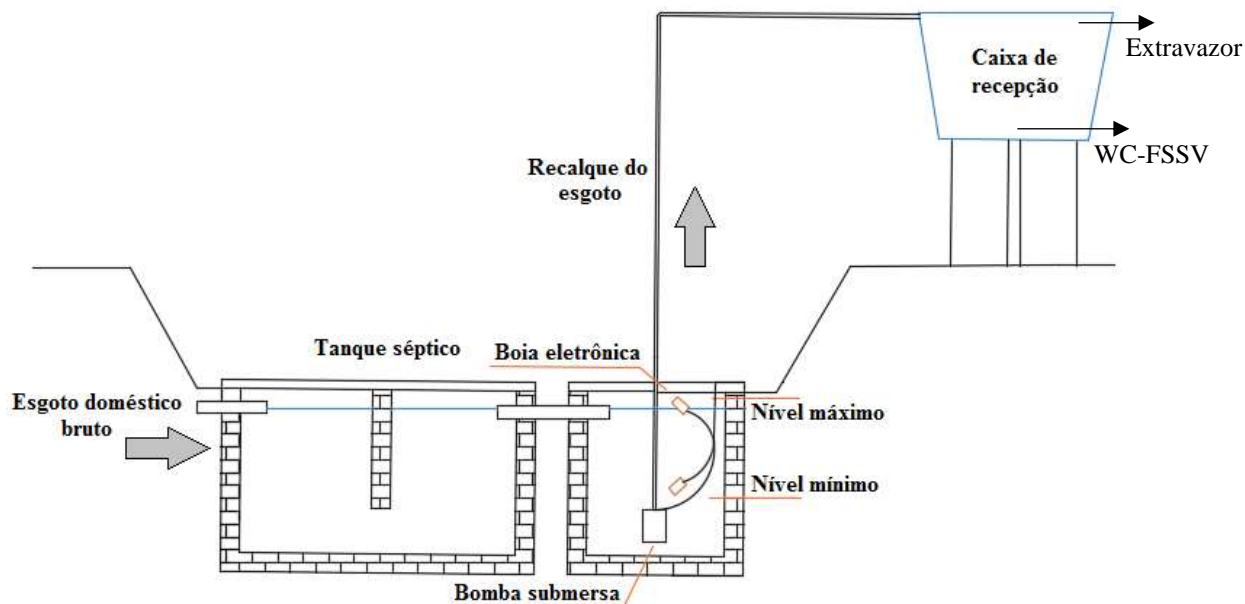 Extravazor
Caixa de
recepção
WC-FSSV
Recalque do
esgoto
Tanque séptico
Boia eletrônica
Esgoto doméstico
bruto
Nível máximo
Nível mínimo
Bomba submersa